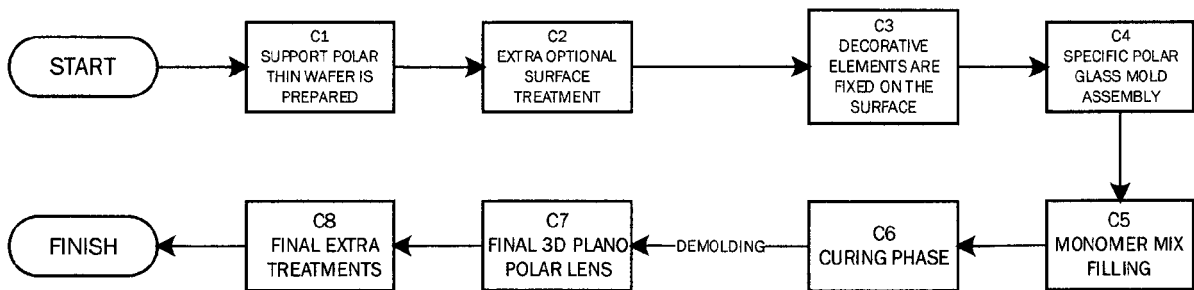 START
C1
SUPPORT POLAR
THIN WAFER IS
PREPARED
C2
EXTRA OPTIONAL
SURFACE
TREATMENT
C3
DECORATIVE
ELEMENTS ARE
FIXED ON THE
SURFACE
C4
SPECIFIC POLAR
GLASS MOLD
ASSEMBLY
C5
MONOMER MIX
FILLING
C6
CURING PHASE
DEMOLDING
C7
FINAL 3D PLANO
POLAR LENS
C8
FINAL EXTRA
TREATMENTS
FINISH